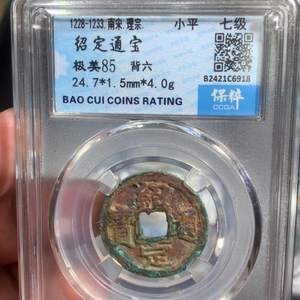 1228-1233.南宋.理宗. 小平 七级
绍定通宝
极美85 背六
24.7*1.5mm*4.0g
BAO CUI COINS RATING
B2421C6918
保粹
CCGA